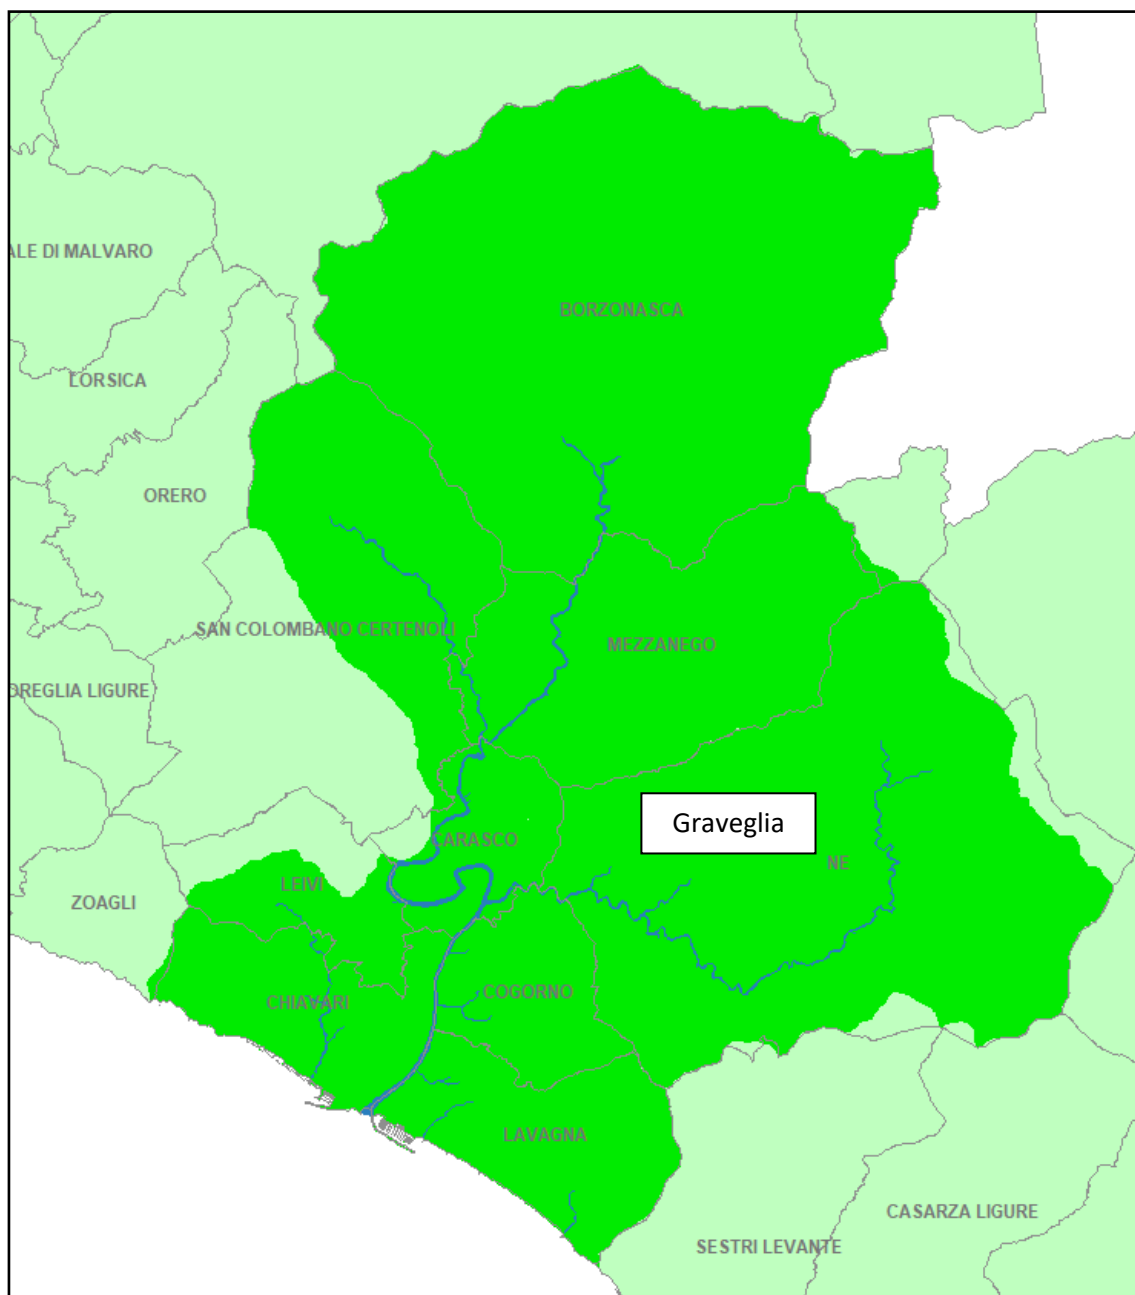 ALE DI MALVARO
BORZONASCA
LORSICA
ORERO
SAN COLOMBANO CERTENOLI
MEZZANEGO
OREGLIA LIGURE
Graveglia
CARASCO
NE
LEIVI
ZOAGLI
COGORNO
CHIAVARI
LAVAGNA
CASARZA LIGURE
SESTRI LEVANTE